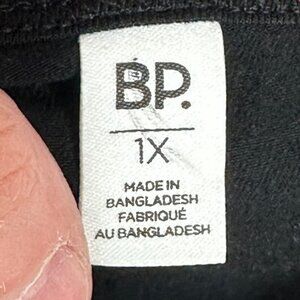 BP.
1X
MADE IN
BANGLADESH
FABRIQUÉ
AU BANGLADESH